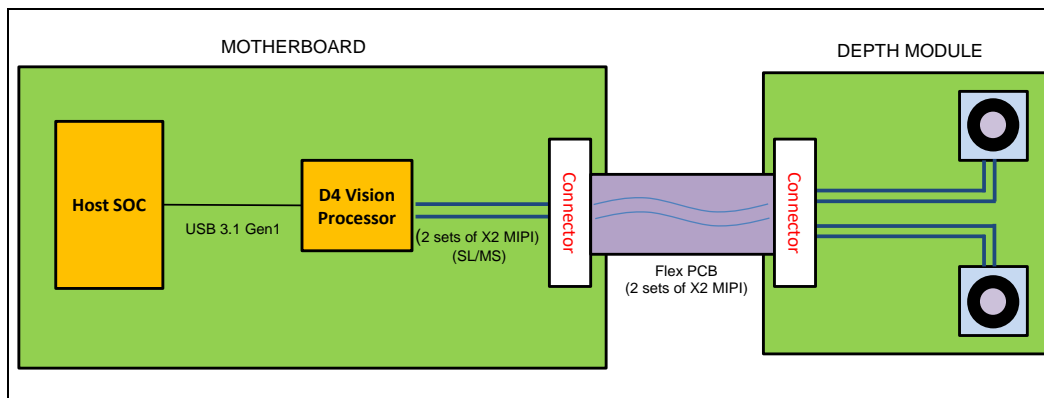 MOTHERBOARD
DEPTH MODULE
Host SOC
USB 3.1 Gen1
D4 Vision
Processor
(2 sets of X2 MIPI)
(SL/MS)
Connector
Flex PCB
(2 sets of X2 MIPI)
Connector